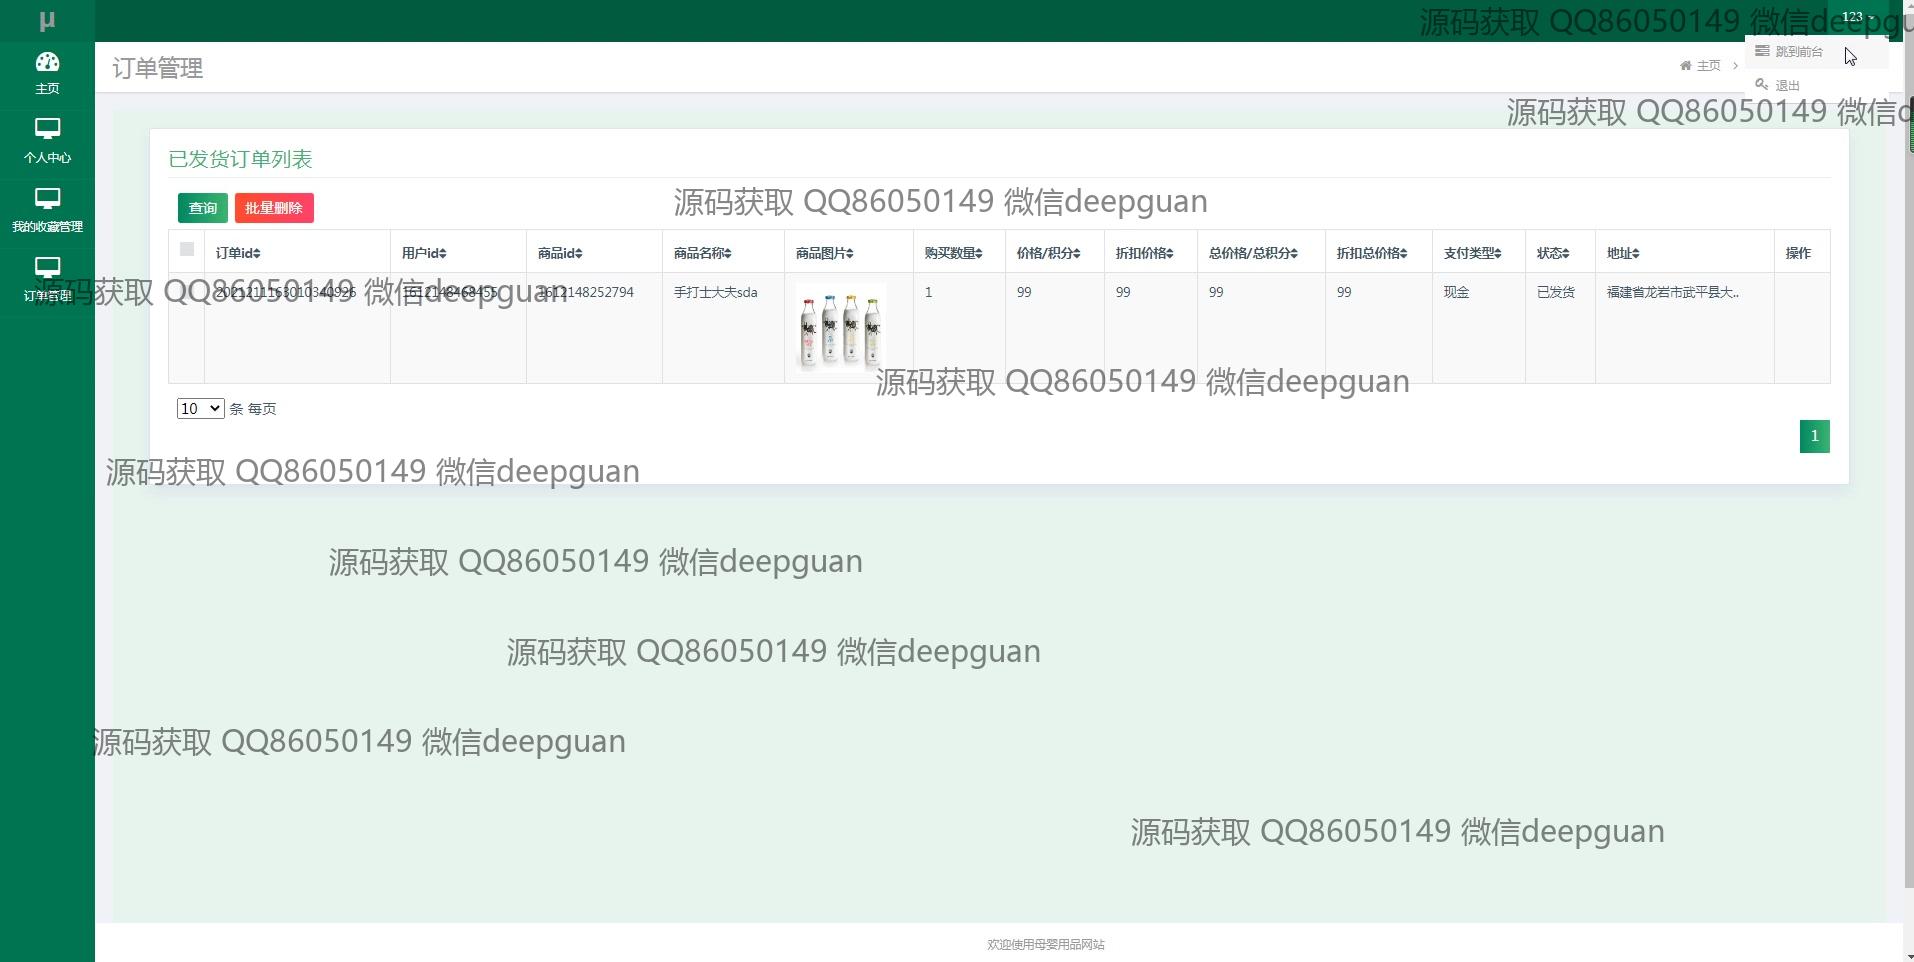 μ
123
源码获取 QQ86050149 微信deepgu
主页
订单管理
主页
跳到前台
退出
源码获取 QQ86050149 微信d
个人中心
已发货订单列表
查询 批量删除
源码获取 QQ86050149 微信deepguan
我的收藏管理
订单id 用户id 商品id 商品名称 商品图片 购买数量 价格/积分 折扣价格 总价格/总积分 折扣总价格 支付类型 状态 地址 操作
订单管理
源码获取 QQ86050149 微信deepguan
1612148468455 1612148252794 手打士大夫sda 1 99 99 99 99 现金 已发货 福建省龙岩市武平县大..
源码获取 QQ86050149 微信deepguan
10 条 每页
1
源码获取 QQ86050149 微信deepguan
源码获取 QQ86050149 微信deepguan
源码获取 QQ86050149 微信deepguan
源码获取 QQ86050149 微信deepguan
源码获取 QQ86050149 微信deepguan
欢迎使用母婴用品网站